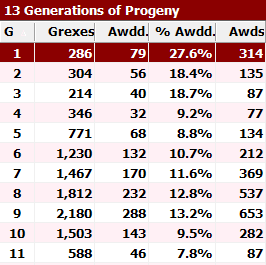 13 Generations of Progeny
G Grexes Awdd. % Awdd. Awds
1 286 79 27.6% 314
2 304 56 18.4% 135
3 214 40 18.7% 87
4 346 32 9.2% 77
5 771 68 8.8% 134
6 1,230 132 10.7% 212
7 1,467 170 11.6% 369
8 1,812 232 12.8% 537
9 2,180 288 13.2% 653
10 1,503 143 9.5% 282
11 588 46 7.8% 87